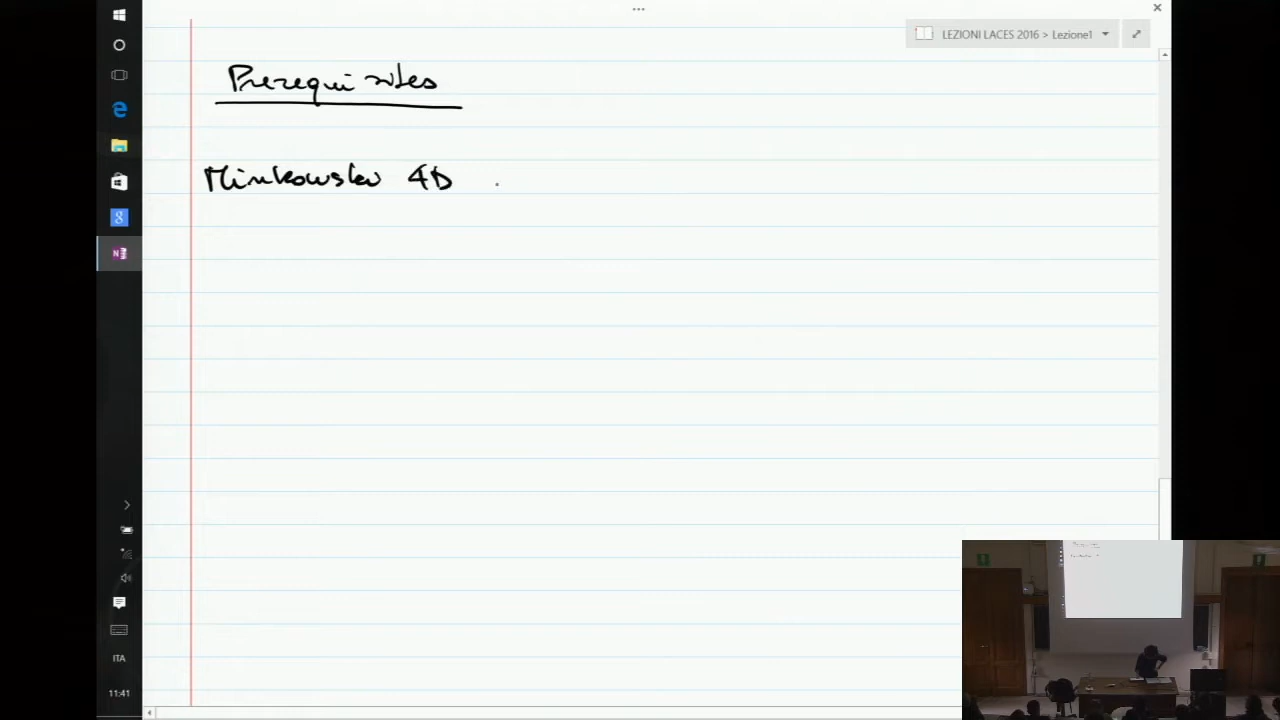 LEZIONI LACES 2016 > Lezione1
Prerequisites
Minkowski 4D
ITA
11:41